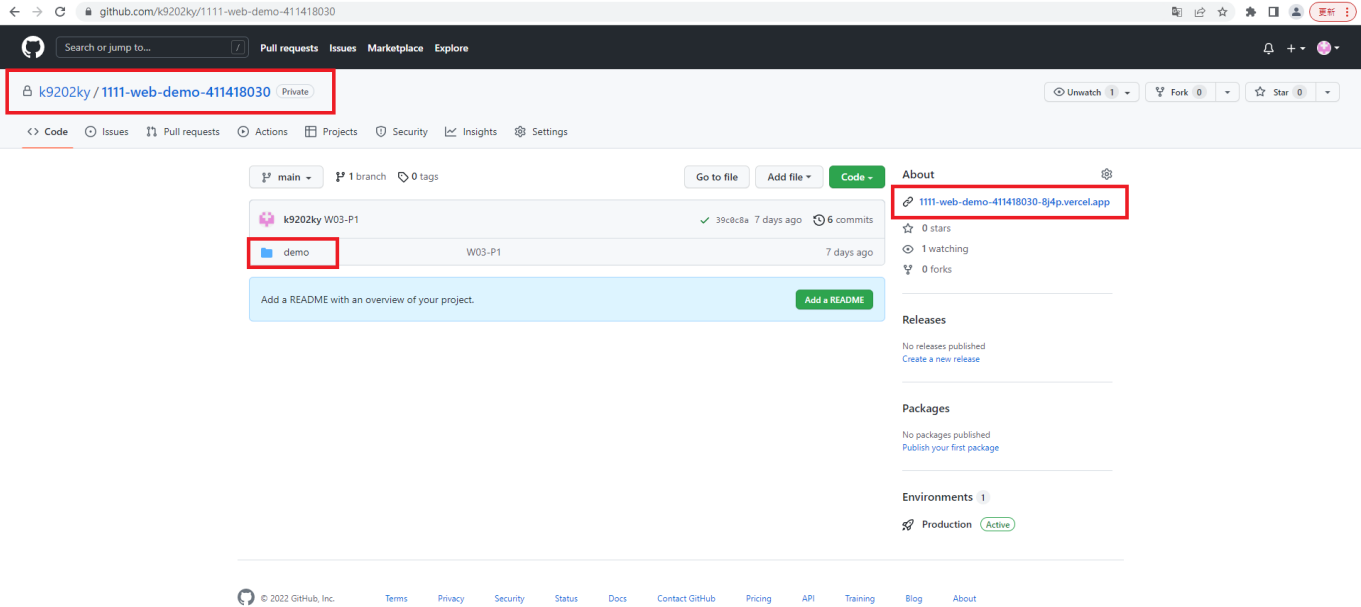 github.com/k9202ky/1111-web-demo-411418030
更新
Search or jump to... /
Pull requests Issues Marketplace Explore
k9202ky / 1111-web-demo-411418030 Private
Unwatch 1 Fork 0 Star 0
Code Issues Pull requests Actions Projects Security Insights Settings
main 1 branch 0 tags
Go to file Add file Code
k9202ky W03-P1 39c0c8a 7 days ago 6 commits
demo W03-P1 7 days ago
Add a README with an overview of your project. Add a README
About
1111-web-demo-411418030-8j4p.vercel.app
0 stars
1 watching
0 forks
Releases
No releases published
Create a new release
Packages
No packages published
Publish your first package
Environments 1
Production Active
© 2022 GitHub, Inc. Terms Privacy Security Status Docs Contact GitHub Pricing API Training Blog About